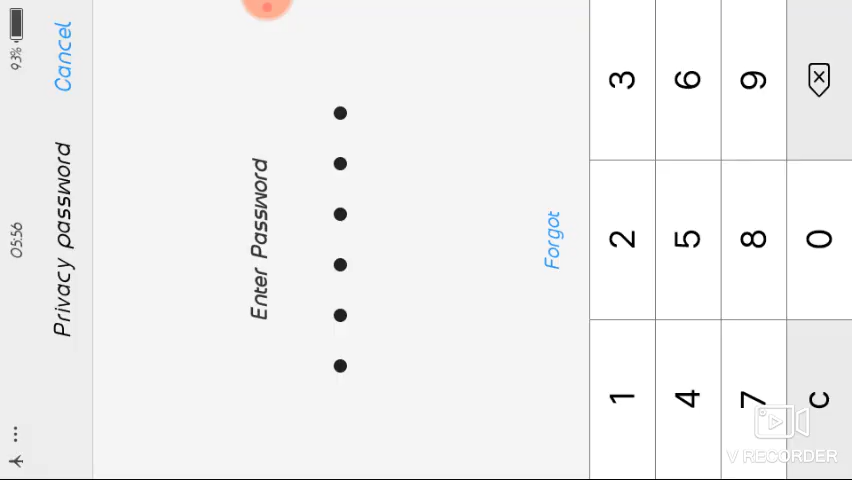 ... 05:56 93%
Privacy password Cancel
Enter Password
Forgot
1 2 3
4 5 6
7 8 9
C 0
V RECORDER